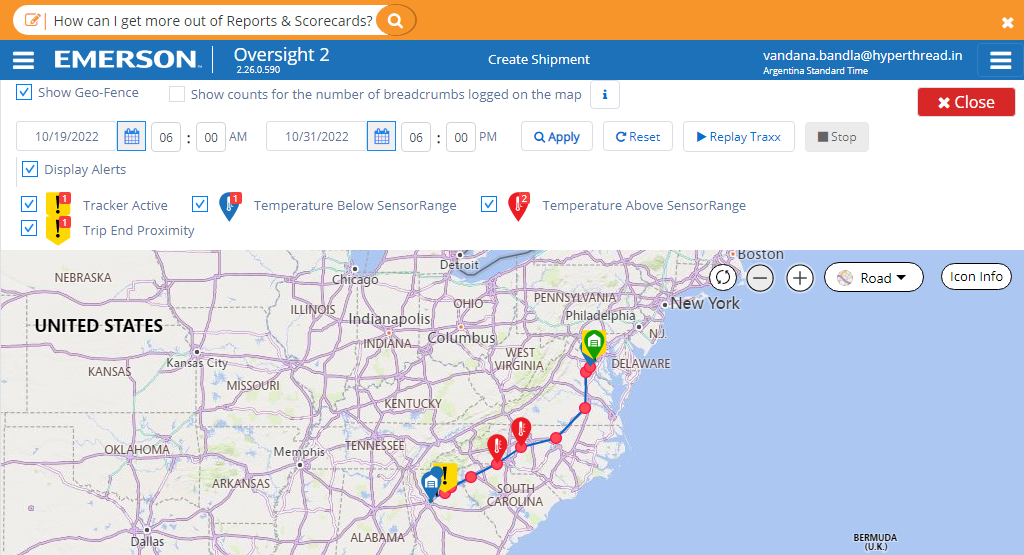 How can I get more out of Reports & Scorecards?
EMERSON
Oversight 2
2.26.0.590
Create Shipment
vandana.bandla@hyperthread.in
Argentina Standard Time
Show Geo-Fence
Show counts for the number of breadcrumbs logged on the map
i
Close
10/19/2022
06 : 00 AM
10/31/2022
06 : 00 PM
Apply
Reset
Replay Traxx
Stop
Display Alerts
1
Tracker Active
1
Temperature Below SensorRange
2
Temperature Above SensorRange
1
Trip End Proximity
Boston
Detroit
Chicago
NEBRASKA
Road
Icon Info
PENNSYLVANIA
New York
OHIO
ILLINOIS
Indianapolis
Philadelphia
UNITED STATES
N.J.
Columbus
INDIANA
WEST
VIRGINIA
Kansas City
DELAWARE
KANSAS
MISSOURI
KENTUCKY
TENNESSEE
OKLAHOMA
Memphis
ARKANSAS
SOUTH
CAROLINA
Dallas
ALABAMA
BERMUDA
(U.K.)